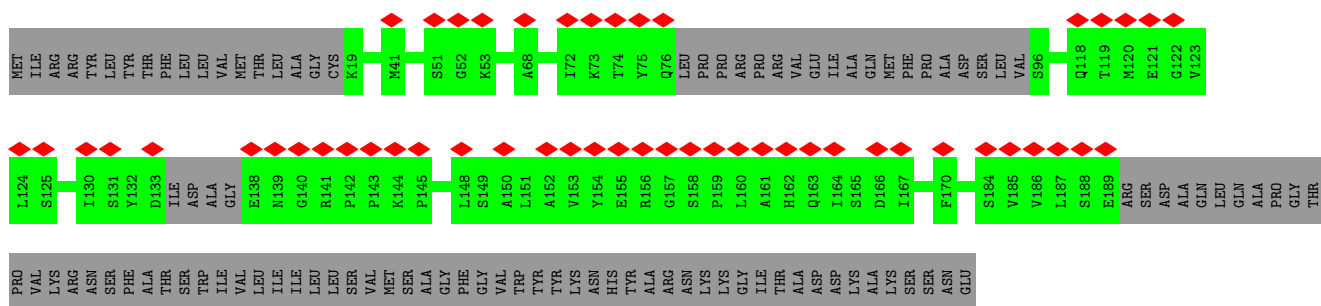 MET ILE ARG ARG TYR LEU TYR THR PHE LEU LEU VAL MET THR LEU ALA GLY CYS K19 M41 S51 G52 K53 A68 I72 K73 T74 Y75 Q76 LEU PRO PRO ARG PRO ARG VAL GLU ILE ALA GLN MET PHE PRO ALA ASP SER LEU VAL S96 Q118 T119 M120 E121 G122 V123
L124 S125 I130 S131 Y132 D133 ILE ASP ALA GLY E138 N139 G140 R141 P142 P143 K144 P145 L148 S149 A150 L151 A152 V153 Y154 E155 R156 G157 S158 P159 L160 A161 H162 Q163 I164 S165 D166 I167 F170 S184 V185 V186 L187 S188 E189 ARG SER ASP ALA GLN LEU GLN ALA PRO GLY THR
PRO VAL LYS ARG ASN SER PHE ALA THR SER TRP ILE VAL LEU ILE ILE LEU LEU SER VAL MET SER ALA GLY PHE GLY VAL TRP TYR TYR LYS ASN HIS TYR ALA ARG ASN LYS LYS GLY ILE THR ALA ASP ASP LYS ALA LYS SER SER ASN GLU